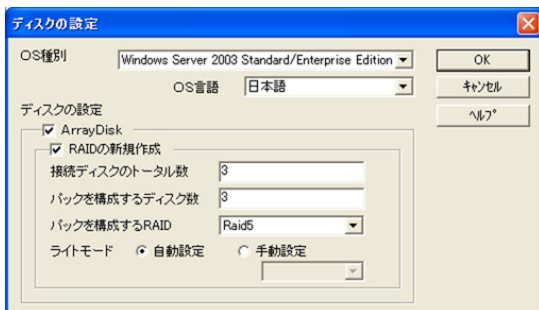 ディスクの設定
OS種別 Windows Server 2003 Standard/Enterprise Edition
OK
OS言語 日本語
キャンセル
ディスクの設定
ヘルプ
ArrayDisk
RAIDの新規作成
接続ディスクのトータル数 3
パックを構成するディスク数 3
パックを構成するRAID Raid5
ライトモード 自動設定 手動設定